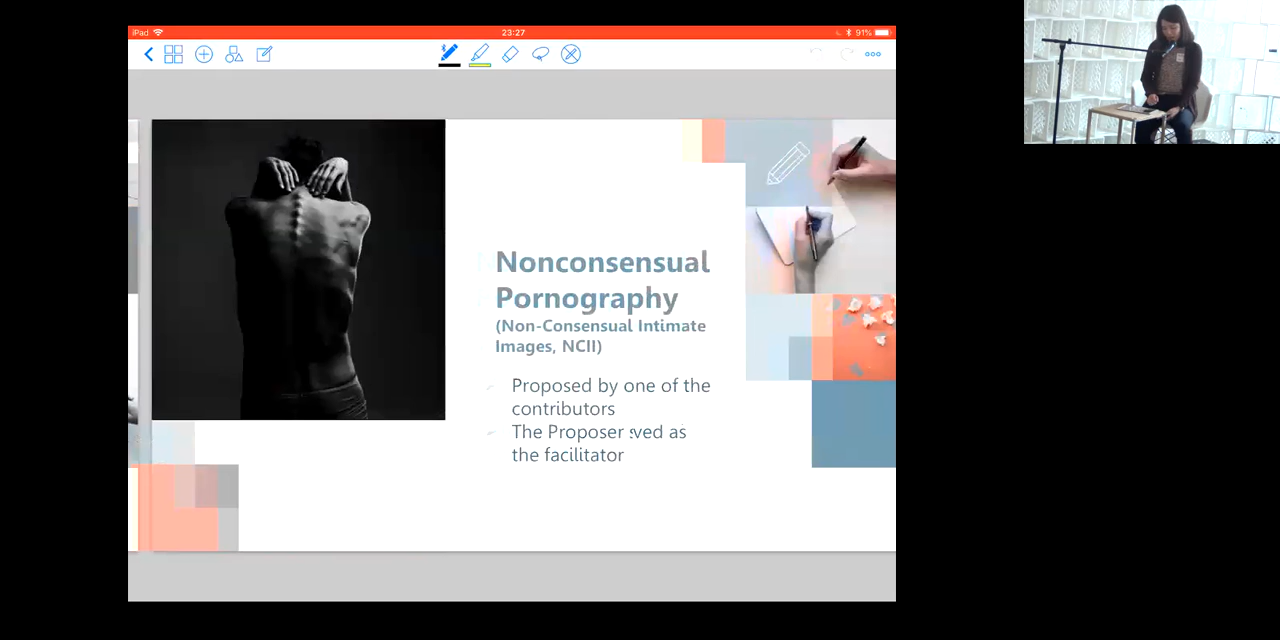 iPad
23:27
91%
Nonconsensual
Pornography
(Non-Consensual Intimate
Images, NCII)
Proposed by one of the
contributors
The Proposer as
the facilitator